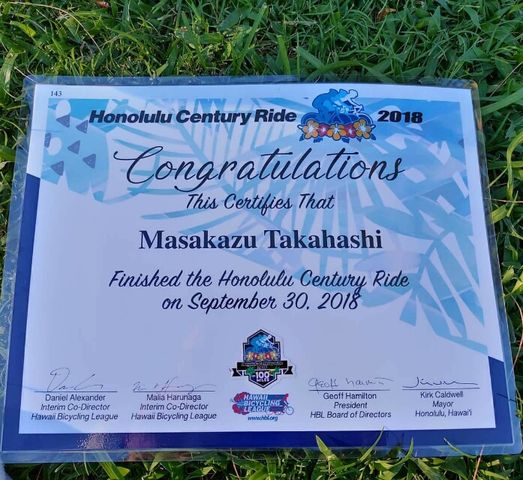 143
Honolulu Century Ride 2018
Congratulations
This Certifies That
Masakazu Takahashi
Finished the Honolulu Century Ride
on September 30, 2018
100
Daniel Alexander
Interim Co-Director
Hawaii Bicycling League
Malia Harunaga
Interim Co-Director
Hawaii Bicycling League
HAWAII
BICYCLING
LEAGUE
www.hbl.org
Geoff Hamilton
President
HBL Board of Directors
Kirk Caldwell
Mayor
Honolulu, Hawai'i